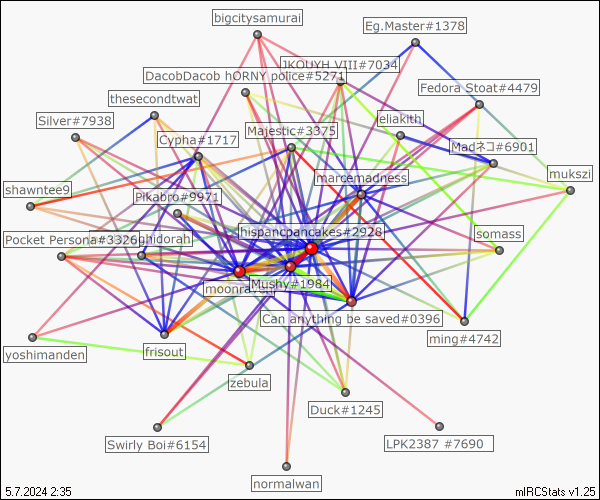 bigcitysamurai
Eg.Master#1378
JKOUYH VIII#7034
DacobDacob hORNY police#5271
Fedora Stoat#4479
thesecondtwat
Silver#7938
eliakith
Majestic#3375
Cypha#1717
Madネコ#6901
mukszi
marcemadness
shawntee9
Pikabro#9971
hispancpancakes#2928
somass
Pocket Persona#3326
ghidorah
moonraven
Mushy#1984
Can anything be saved#0396
ming#4742
yoshimanden
frisout
zebula
Duck#1245
Swirly Boi#6154
LPK2387 #7690
normalwan
5.7.2024 2:35
mIRCStats v1.25